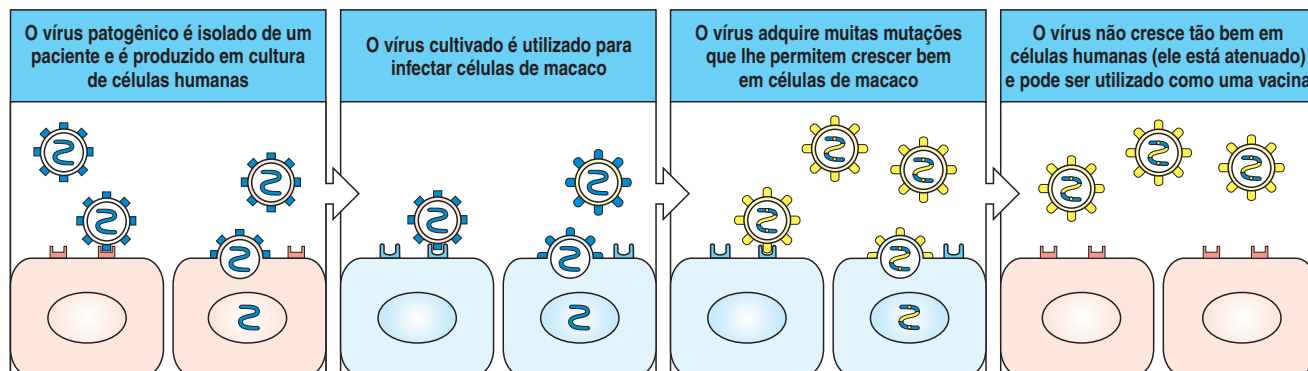 O vírus patogênico é isolado de um
paciente e é produzido em cultura
de células humanas
O vírus cultivado é utilizado para
infectar células de macaco
O vírus adquire muitas mutações
que lhe permitem crescer bem
em células de macaco
O vírus não cresce tão bem em
células humanas (ele está atenuado)
e pode ser utilizado como uma vacina